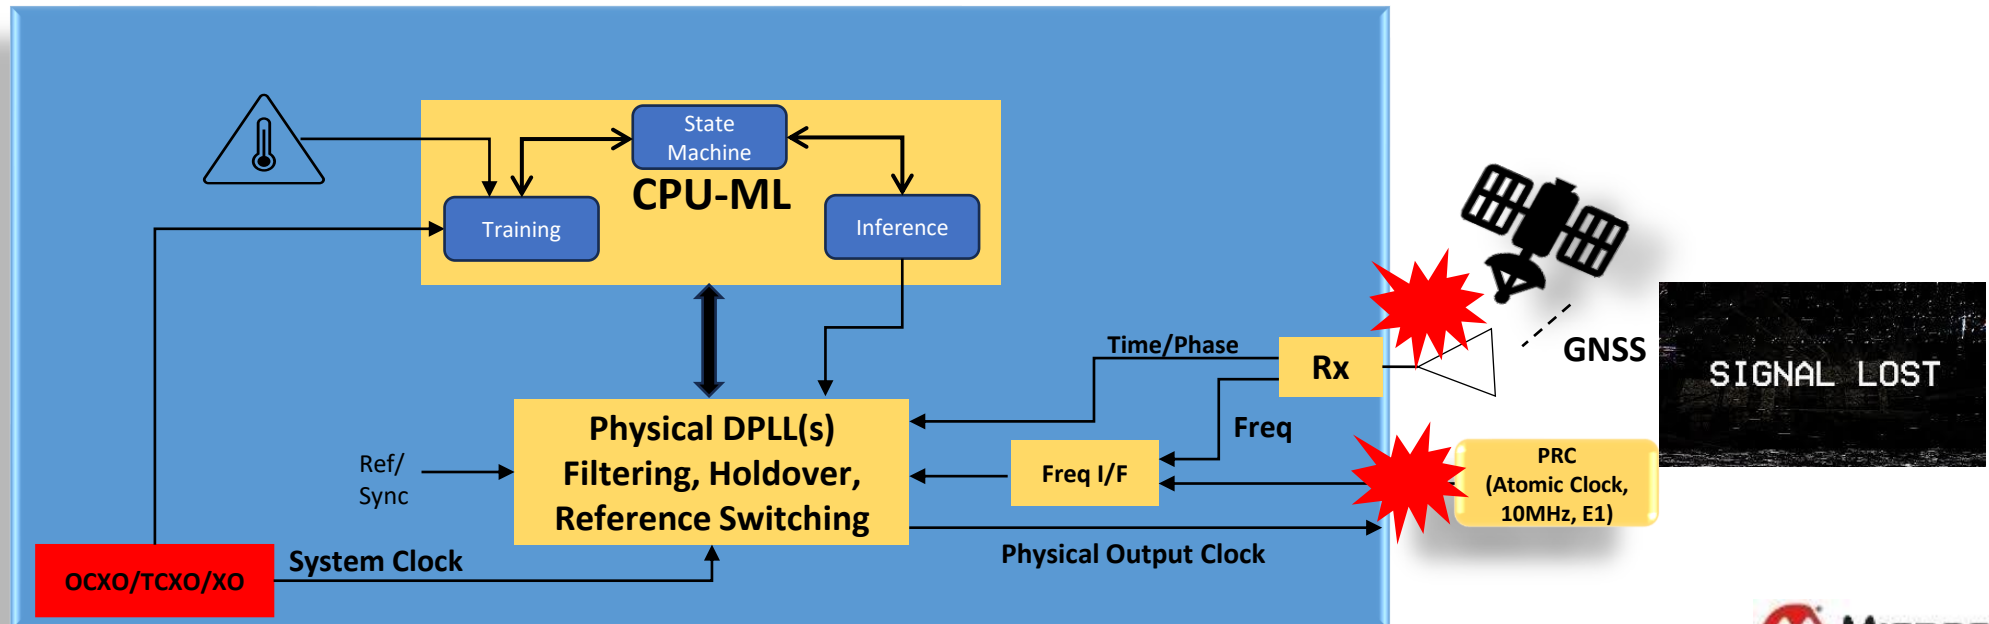 State
Machine
CPU-ML
Training
Inference
Time/Phase
Rx
GNSS
SIGNAL LOST
Freq
Physical DPLL(s)
Filtering, Holdover,
Reference Switching
Ref/
Sync
Freq I/F
PRC
(Atomic Clock,
10MHz, E1)
System Clock
Physical Output Clock
OCXO/TCXO/XO